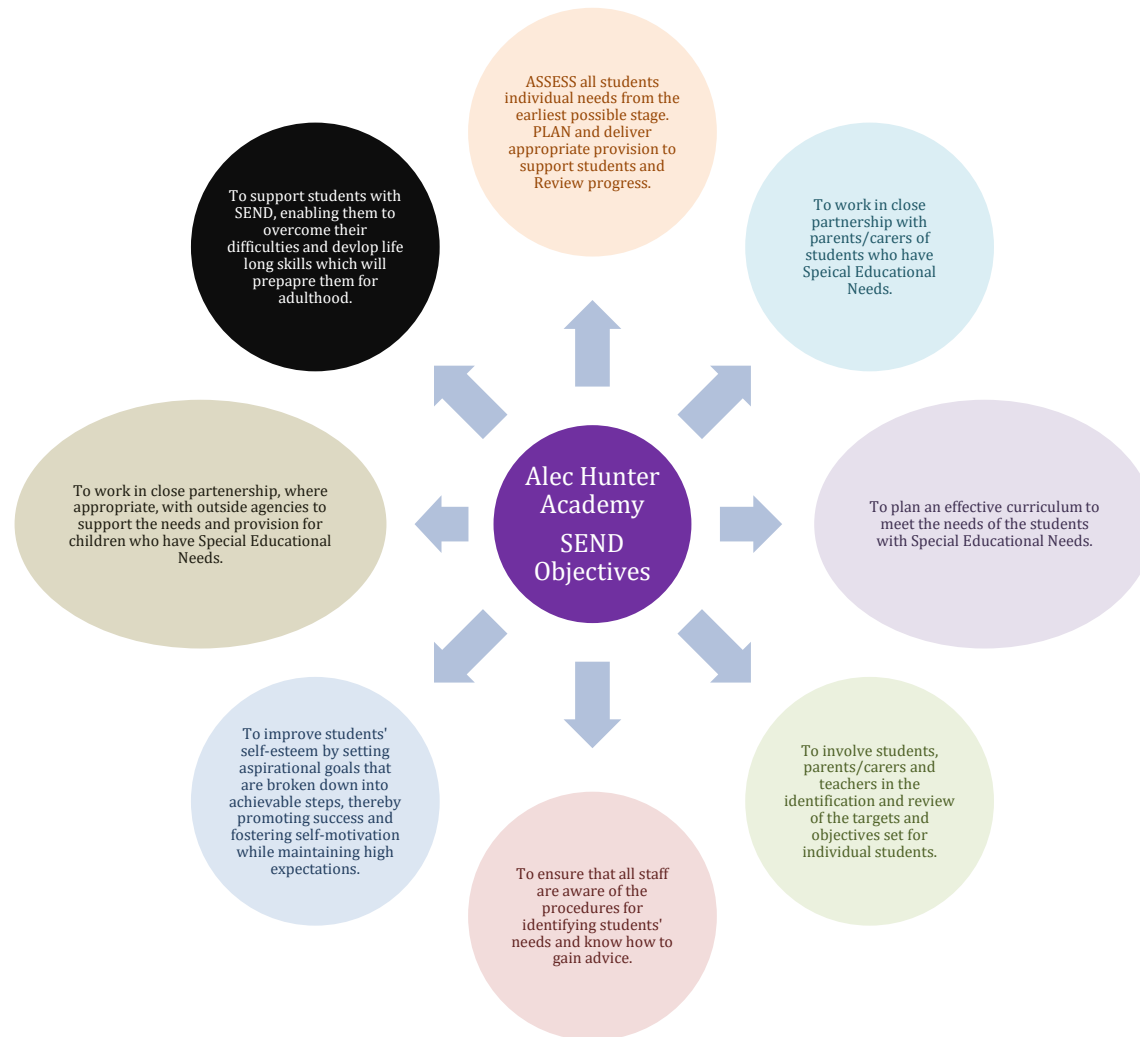 ASSESS all students
individual needs from the
earliest possible stage.
PLAN and deliver
appropriate provision to
support students and
Review progress.
To work in close
partnership with
parents/carers of
students who have
Speical Educational
Needs.
To plan an effective curriculum to
meet the needs of the students
with Special Educational Needs.
To involve students,
parents/carers and
teachers in the
identification and review
of the targets and
objectives set for
individual students.
To ensure that all staff
are aware of the
procedures for
identifying students'
needs and know how to
gain advice.
To improve students'
self-esteem by setting
aspirational goals that
are broken down into
achievable steps, thereby
promoting success and
fostering self-motivation
while maintaining high
expectations.
To work in close partenership, where
appropriate, with outside agencies to
support the needs and provision for
children who have Special Educational
Needs.
To support students with
SEND, enabling them to
overcome their
difficulties and devlop life
long skills which will
prepapre them for
adulthood.
Alec Hunter
Academy
SEND
Objectives